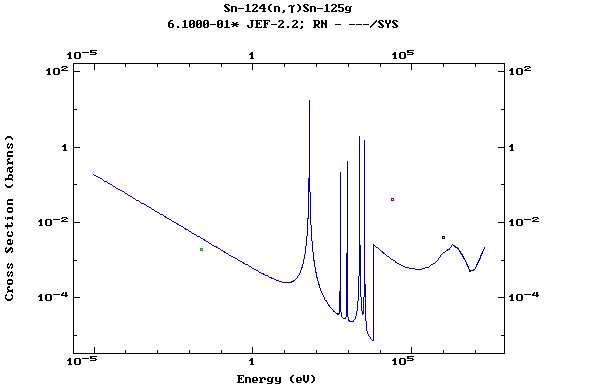 Sn-124(n,γ)Sn-125g
6.1000-01* JEF-2.2; RN - ---/SYS
10-5 1 105
102 102
1 1
10-2 10-2
10-4 10-4
10-5 1 105
Cross Section (barns)
Energy (eV)